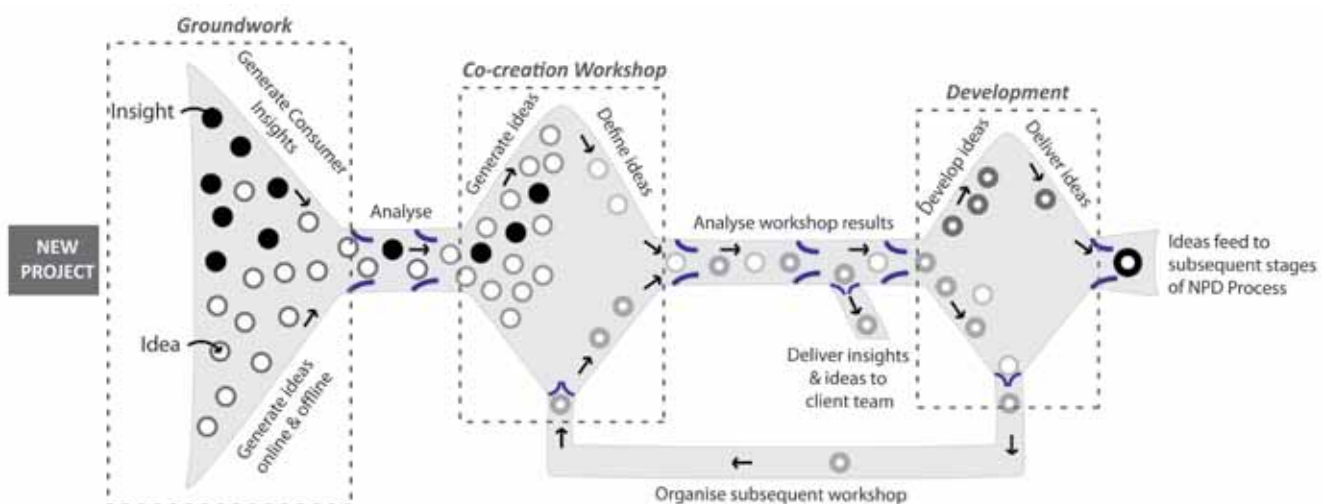 Groundwork
Generate Consumer
Insights
Insight
NEW
PROJECT
Idea
Generate ideas
online & offline
Analyse
Co-creation Workshop
Generate ideas
Define ideas
Analyse workshop results
Deliver insights
& ideas to
client team
Organise subsequent workshop
Development
Develop ideas
Deliver ideas
Ideas feed to
subsequent stages
of NPD Process